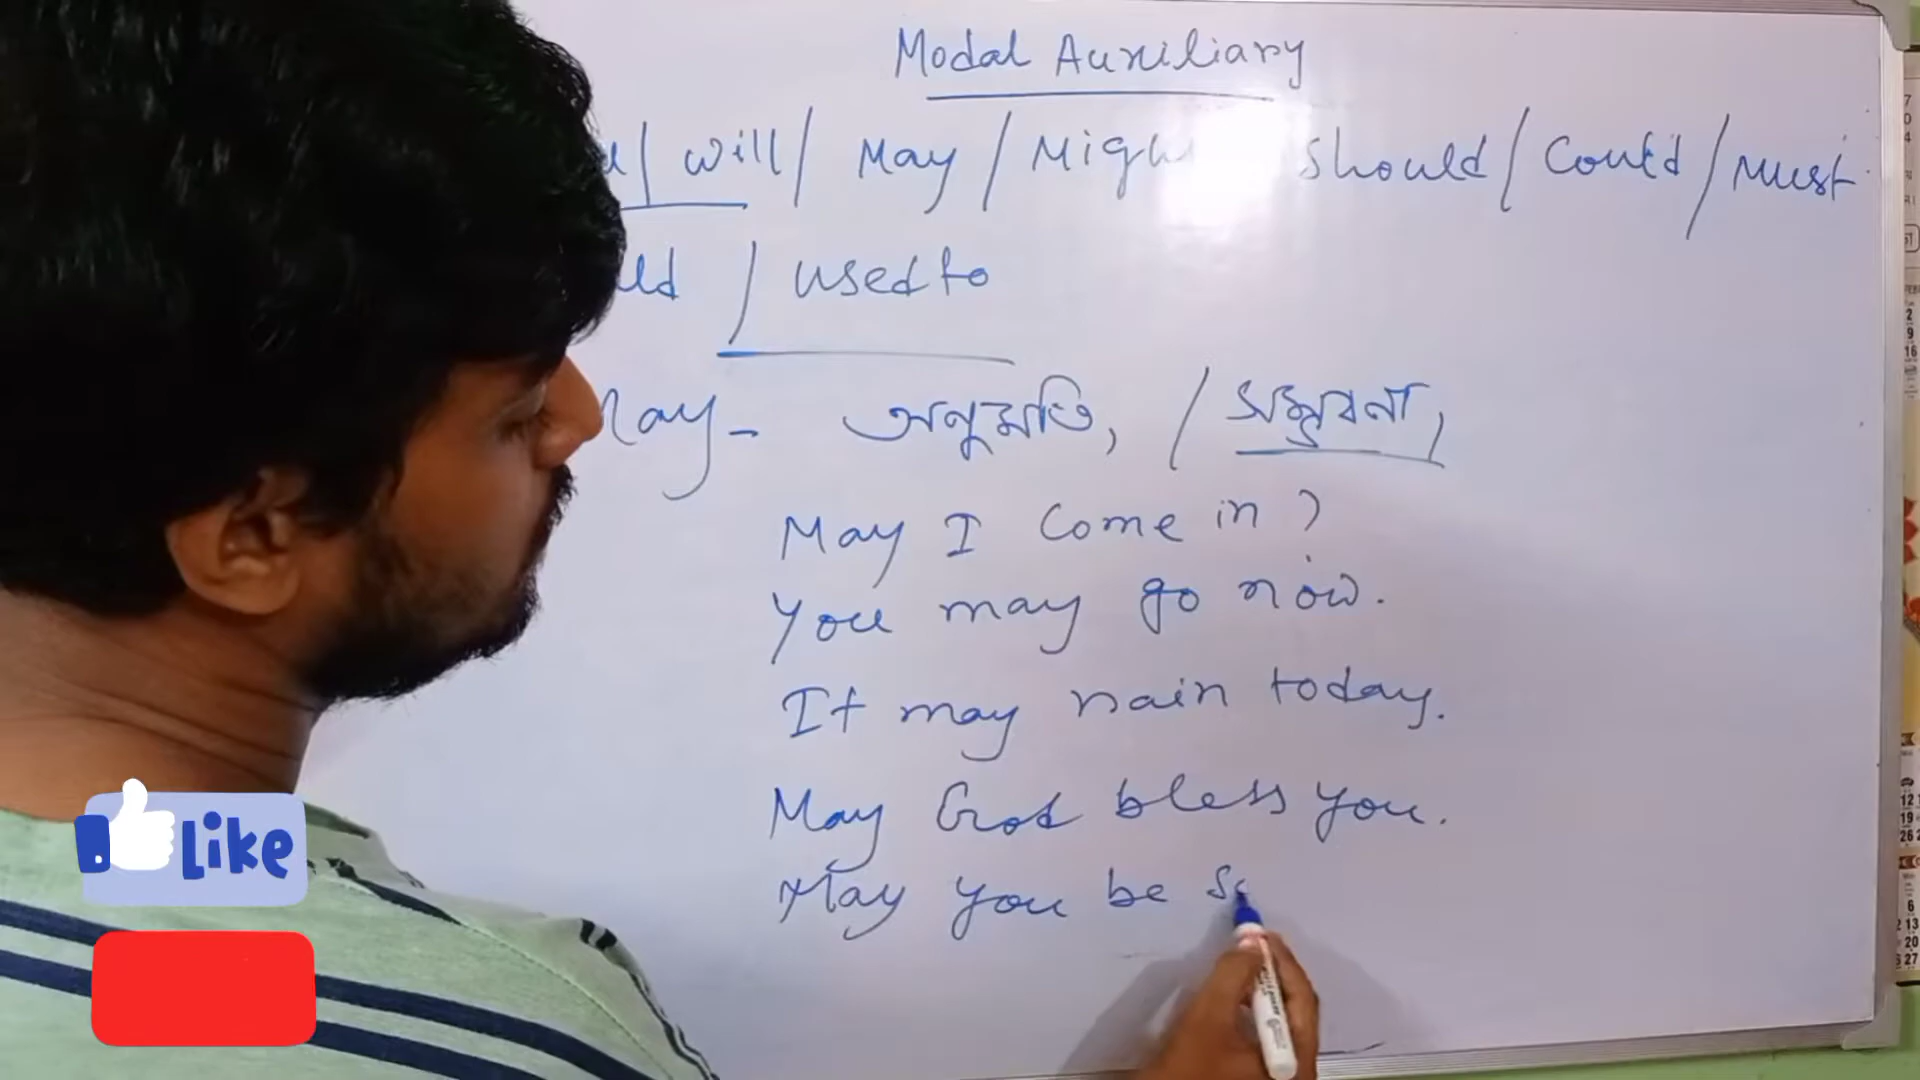 Modal Auxiliary
/ will / May / Migh should / Could / Must
/ used to
May - অনুমতি, / সম্ভবনা,
May I Come in ?
You may go now.
It may rain today.
May God bless you.
May you be
Like